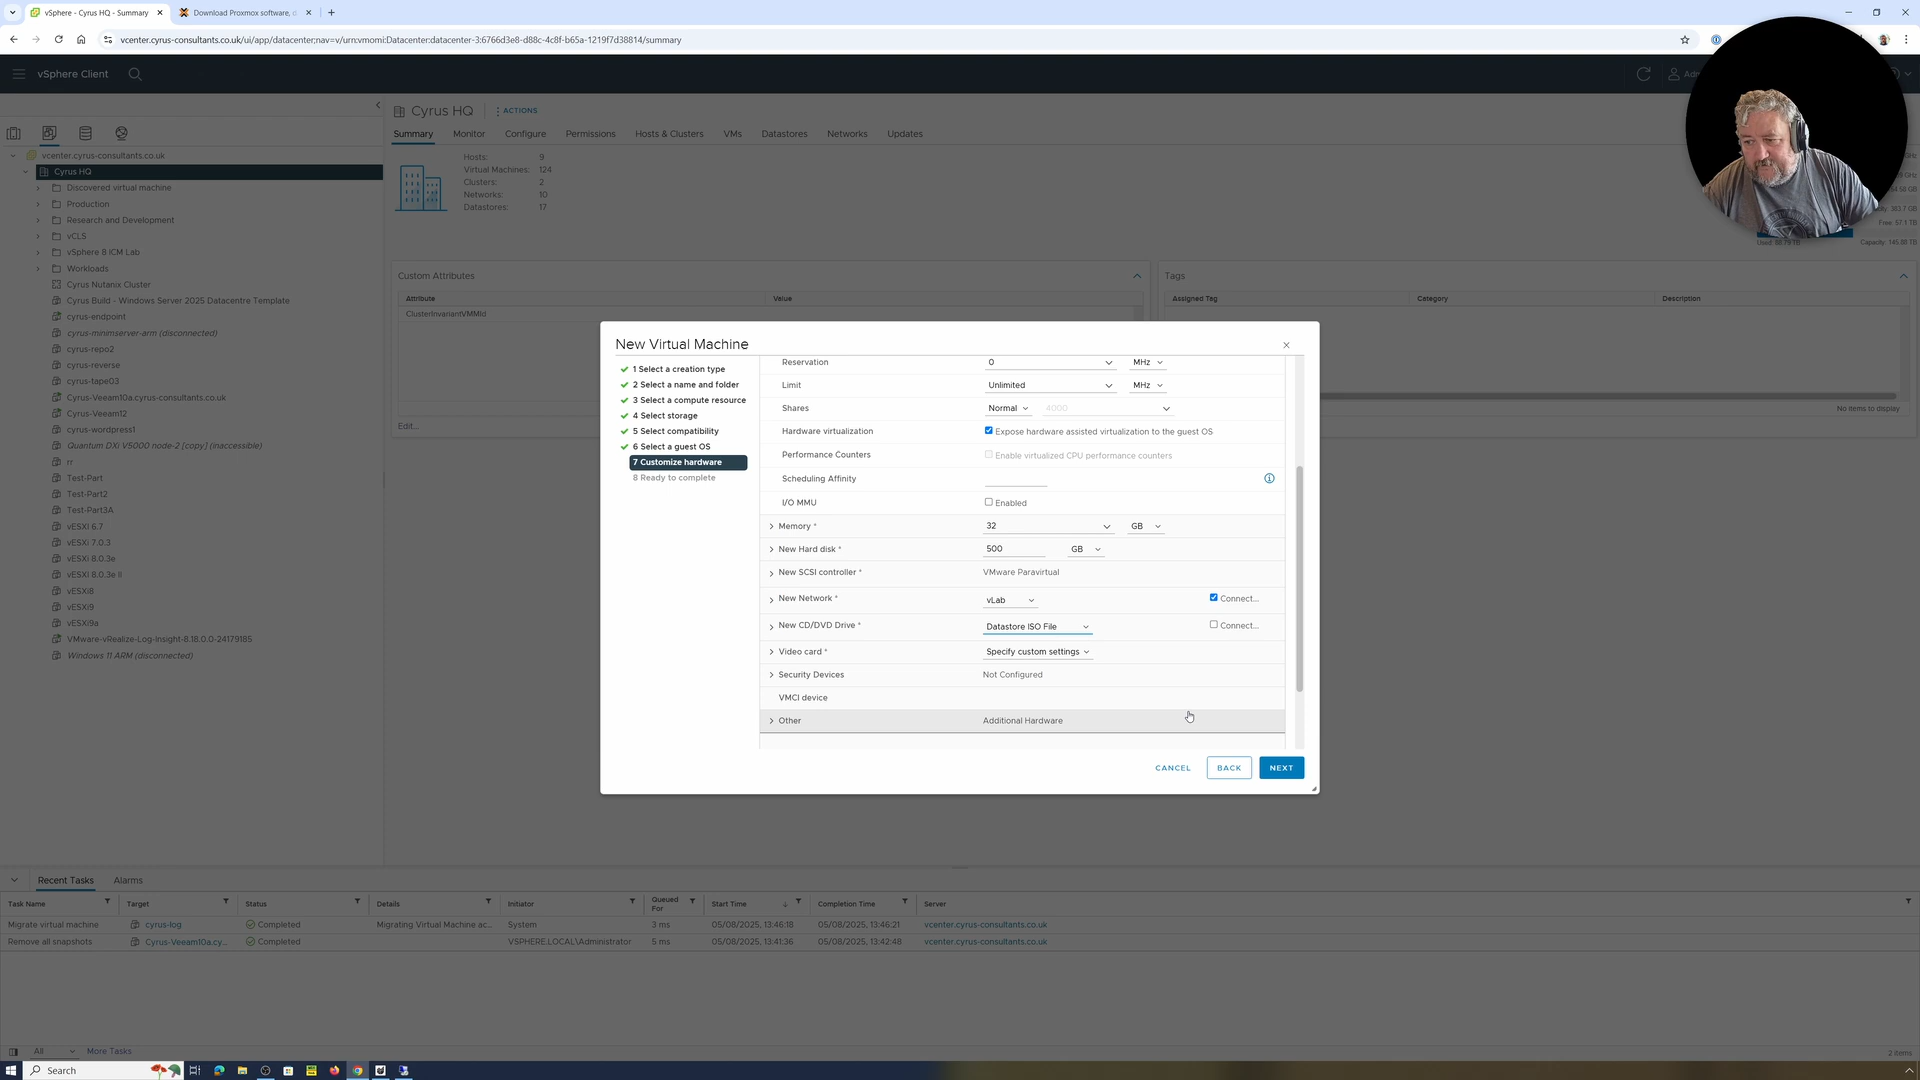 vSphere - Cyrus HQ - Summary
Download Proxmox software, d
vcenter.cyrus-consultants.co.uk/ui/app/datacenter;nav=v/urn:vmomi:Datacenter:datacenter-3:6766d3e8-d88c-4c8f-b65a-1219f7d38814/summary
vSphere Client
Cyrus HQ
ACTIONS
Summary Monitor Configure Permissions Hosts & Clusters VMs Datastores Networks Updates
vcenter.cyrus-consultants.co.uk
Cyrus HQ
Discovered virtual machine
Production
Research and Development
vCLS
vSphere 8 ICM Lab
Workloads
Cyrus Nutanix Cluster
Cyrus Build - Windows Server 2025 Datacentre Template
cyrus-endpoint
cyrus-minimserver-arm (disconnected)
cyrus-repo2
cyrus-reverse
cyrus-tape03
Cyrus-Veeam10a.cyrus-consultants.co.uk
Cyrus-Veeam12
cyrus-wordpress1
Quantum DXi V5000 node-2 [copy] (inaccessible)
rr
Test-Part
Test-Part2
Test-Part3A
vESXi 6.7
vESXi 7.0.3
vESXi 8.0.3e
vESXi 8.0.3e II
vESXi8
vESXi9
vESXi9a
VMware-vRealize-Log-Insight-8.18.0.0-24179185
Windows 11 ARM (disconnected)
Hosts: 9
Virtual Machines: 124
Clusters: 2
Networks: 10
Datastores: 17
Free: 57.1 TB
Capacity: 145.88 TB
Custom Attributes
Attribute Value
ClusterInvariantVMMId
Edit...
Tags
Assigned Tag Category Description
No items to display
New Virtual Machine
1 Select a creation type
2 Select a name and folder
3 Select a compute resource
4 Select storage
5 Select compatibility
6 Select a guest OS
7 Customize hardware
8 Ready to complete
Reservation 0 MHz
Limit Unlimited MHz
Shares Normal 4000
Hardware virtualization Expose hardware assisted virtualization to the guest OS
Performance Counters Enable virtualized CPU performance counters
Scheduling Affinity
I/O MMU Enabled
Memory * 32 GB
New Hard disk * 500 GB
New SCSI controller * VMware Paravirtual
New Network * vLab Connect...
New CD/DVD Drive * Datastore ISO File Connect...
Video card * Specify custom settings
Security Devices Not Configured
VMCI device
Other Additional Hardware
CANCEL BACK NEXT
Recent Tasks Alarms
Task Name Target Status Details Initiator Queued For Start Time Completion Time Server
Migrate virtual machine cyrus-log Completed Migrating Virtual Machine ac... System 3 ms 05/08/2025, 13:46:18 05/08/2025, 13:46:21 vcenter.cyrus-consultants.co.uk
Remove all snapshots Cyrus-Veeam10a.cy... Completed VSPHERE.LOCAL\Administrator 5 ms 05/08/2025, 13:41:36 05/08/2025, 13:42:48 vcenter.cyrus-consultants.co.uk
All More Tasks
2 items
Search